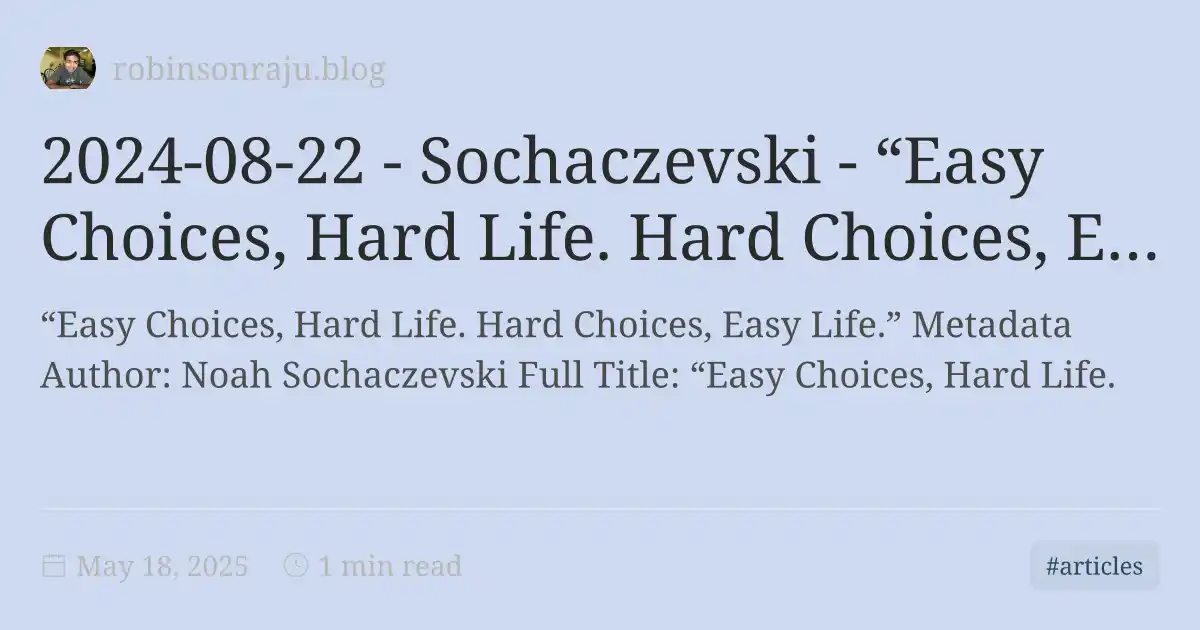 robinsonraju.blog
2024-08-22 - Sochaczevski - “Easy
Choices, Hard Life. Hard Choices, E...
“Easy Choices, Hard Life. Hard Choices, Easy Life.” Metadata
Author: Noah Sochaczevski Full Title: “Easy Choices, Hard Life.
May 18, 2025 1 min read #articles